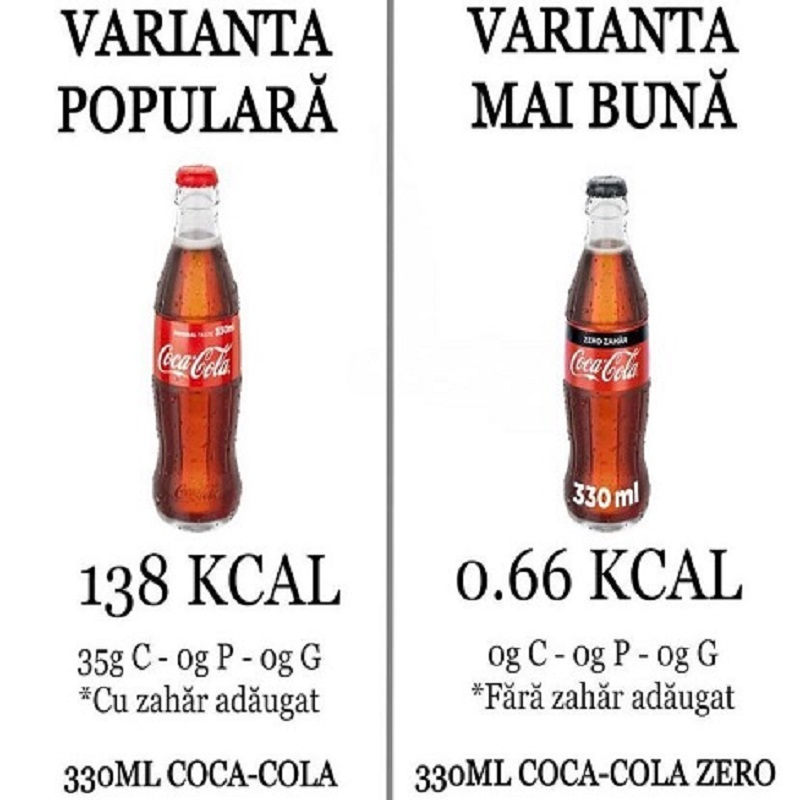 VARIANTA
POPULARĂ
330ml
Coca-Cola
138 KCAL
35g C - 0g P - 0g G
*Cu zahăr adăugat
330ML COCA-COLA
VARIANTA
MAI BUNĂ
ZERO ZAHĂR
Coca-Cola
330 ml
0.66 KCAL
0g C - 0g P - 0g G
*Fără zahăr adăugat
330ML COCA-COLA ZERO